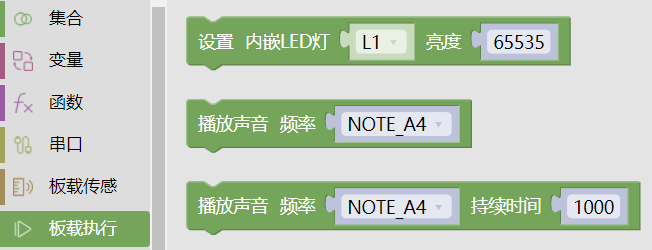 集合
变量
函数
串口
板载传感
板载执行
设置 内嵌LED灯 L1 亮度 65535
播放声音 频率 NOTE_A4
播放声音 频率 NOTE_A4 持续时间 1000